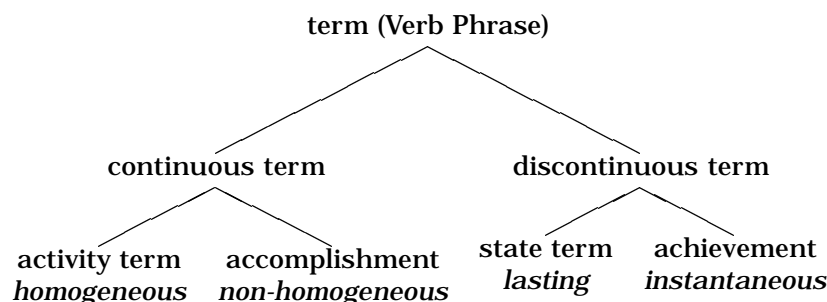 term (Verb Phrase)
continuous term
discontinuous term
activity term
homogeneous
accomplishment
non-homogeneous
state term
lasting
achievement
instantaneous